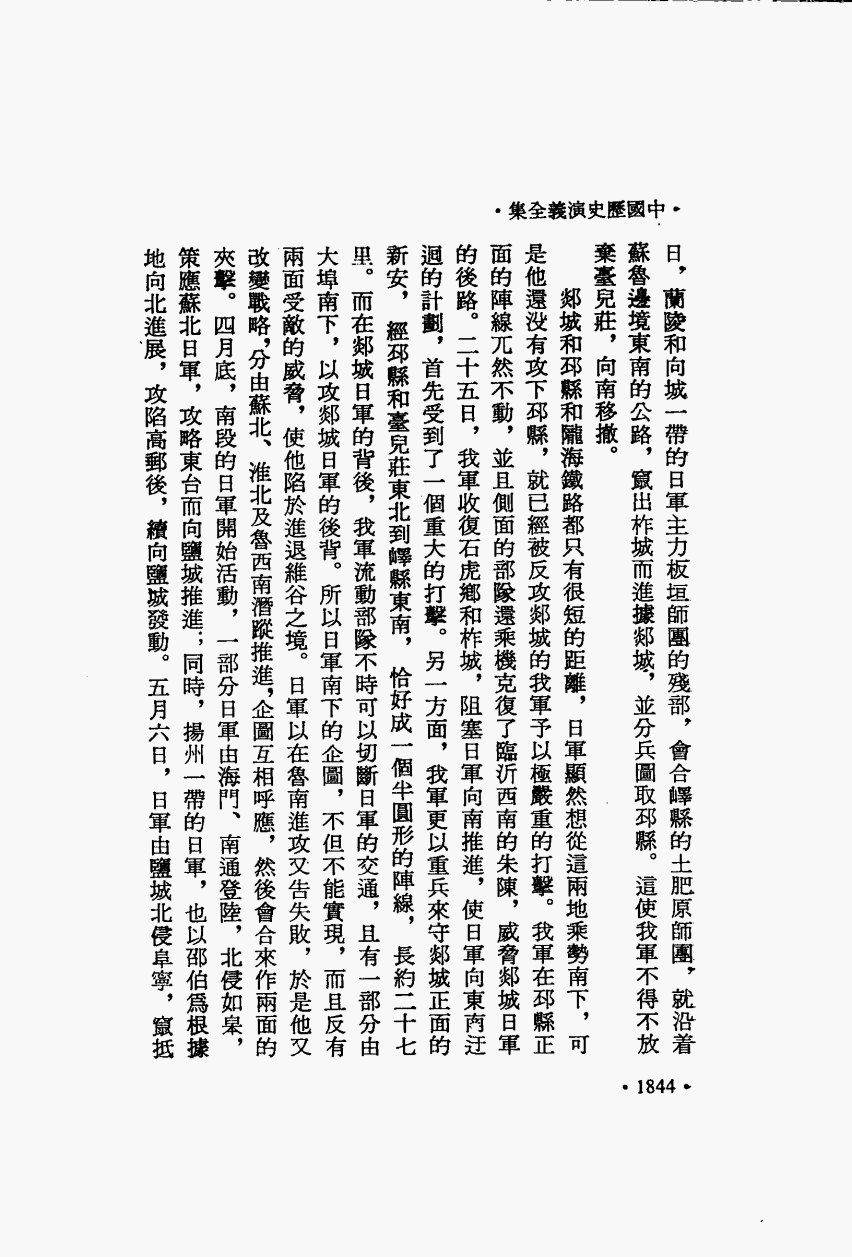 ·中國歷史演義全集·
日，蘭陵和向城一帶的日軍主力板垣師團的殘部，會合嶧縣的土肥原師團，就沿着
蘇魯邊境東南的公路，竄出柞城而進據郯城，並分兵圖取邳縣。這使我軍不得不放
棄臺兒莊，向南移撤。
郯城和邳縣和隴海鐵路都只有很短的距離，日軍顯然想從這兩地乘勢南下，可
是他還没有攻下邳縣，就已經被反攻郯城的我軍予以極嚴重的打擊。我軍在邳縣正
面的陣線兀然不動，並且側面的部隊還乘機克復了臨沂西南的朱陳，威脅郯城日軍
的後路。二十五日，我軍收復石虎鄉和柞城，阻塞日軍向南推進，使日軍向東南迂
迴的計劃，首先受到了一個重大的打擊。另一方面，我軍更以重兵來守郯城正面的
新安，經邳縣和臺兒莊東北到嶧縣東南，恰好成一個半圓形的陣線，長約二十七
里。而在郯城日軍的背後，我軍流動部隊不時可以切斷日軍的交通，且有一部分由
大埠南下，以攻郯城日軍的後背。所以日軍南下的企圖，不但不能實現，而且反有
兩面受敵的威脅，使他陷於進退維谷之境。日軍以在魯南進攻又告失敗，於是他又
改變戰略，分由蘇北、淮北及魯西南潛蹤推進，企圖互相呼應，然後會合來作兩面的
夾擊。四月底，南段的日軍開始活動，一部分日軍由海門、南通登陸，北侵如皋，
策應蘇北日軍，攻略東台而向鹽城推進；同時，揚州一帶的日軍，也以邵伯爲根據
地向北進展，攻陷高郵後，續向鹽城發動。五月六日，日軍由鹽城北侵阜寧，竄抵
·1844·